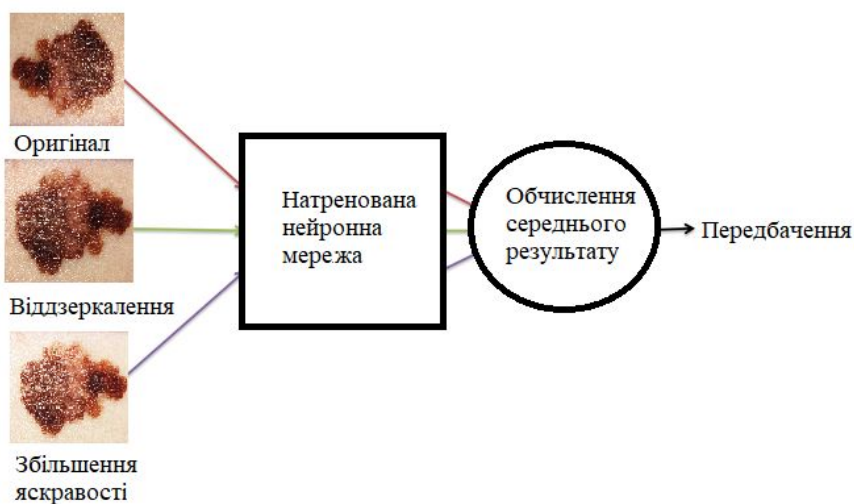 Оригінал
Віддзеркалення
Збільшення
яскравості
Натренована
нейронна
мережа
Обчислення
середнього
результату
Передбачення